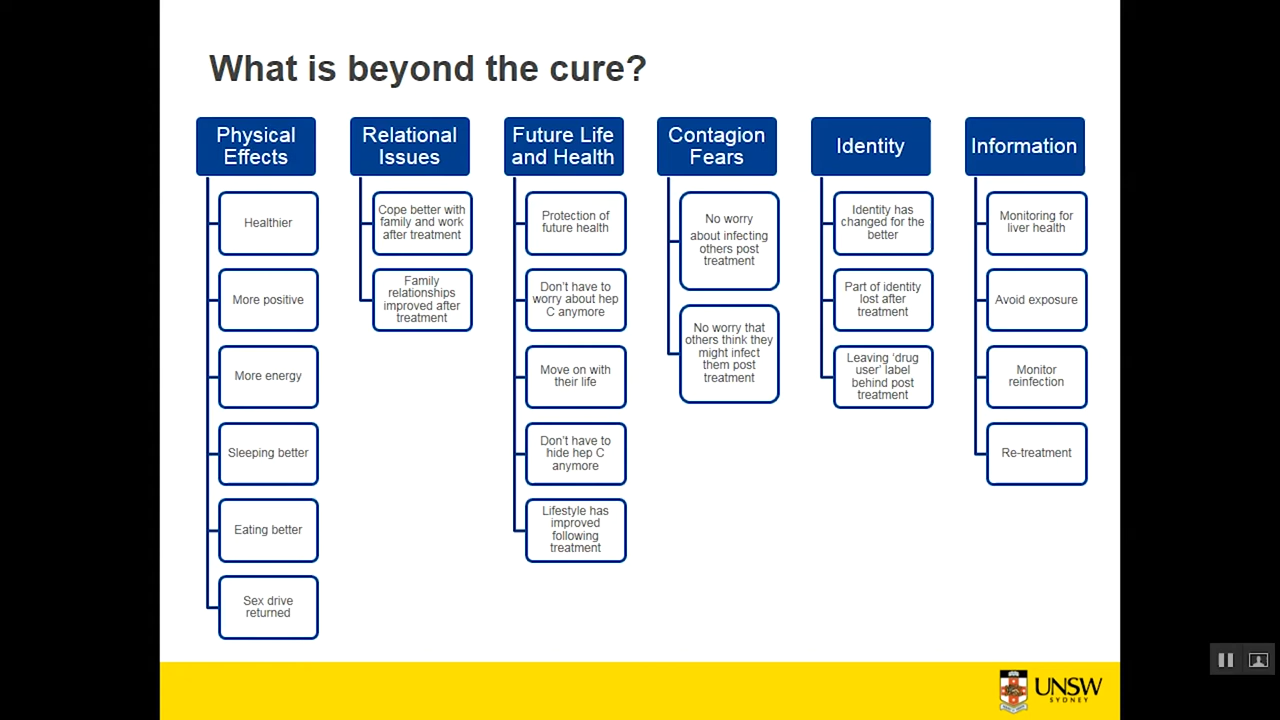 What is beyond the cure?
Physical
Effects
Healthier
More positive
More energy
Sleeping better
Eating better
Sex drive
returned
Relational
Issues
Cope better with
family and work
after treatment
Family
relationships
improved after
treatment
Future Life
and Health
Protection of
future health
Don't have to
worry about hep
C anymore
Move on with
their life
Don't have to
hide hep C
anymore
Lifestyle has
improved
following
treatment
Contagion
Fears
No worry
about infecting
others post
treatment
No worry that
others think they
might infect
them post
treatment
Identity
Identity has
changed for the
better
Part of identity
lost after
treatment
Leaving ‘drug
user’ label
behind post
treatment
Information
Monitoring for
liver health
Avoid exposure
Monitor
reinfection
Re-treatment
UNSW
SYDNEY